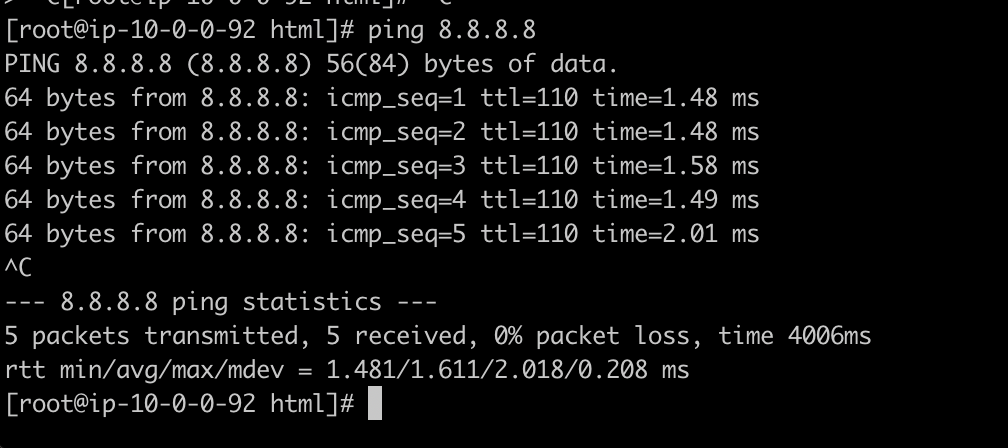 > ^C[root@ip-10-0-0-92 html]# ^C
[root@ip-10-0-0-92 html]# ping 8.8.8.8
PING 8.8.8.8 (8.8.8.8) 56(84) bytes of data.
64 bytes from 8.8.8.8: icmp_seq=1 ttl=110 time=1.48 ms
64 bytes from 8.8.8.8: icmp_seq=2 ttl=110 time=1.48 ms
64 bytes from 8.8.8.8: icmp_seq=3 ttl=110 time=1.58 ms
64 bytes from 8.8.8.8: icmp_seq=4 ttl=110 time=1.49 ms
64 bytes from 8.8.8.8: icmp_seq=5 ttl=110 time=2.01 ms
^C
--- 8.8.8.8 ping statistics ---
5 packets transmitted, 5 received, 0% packet loss, time 4006ms
rtt min/avg/max/mdev = 1.481/1.611/2.018/0.208 ms
[root@ip-10-0-0-92 html]#